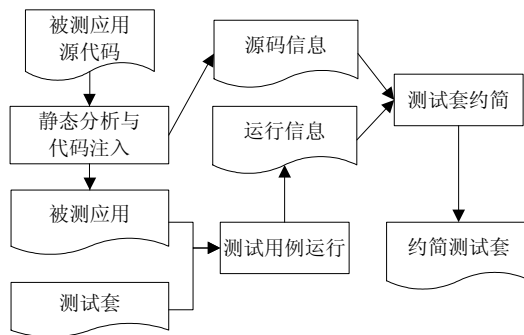 被测应用
源代码
源码信息
测试套约简
静态分析与
代码注入
运行信息
被测应用
测试用例运行
约简测试套
测试套